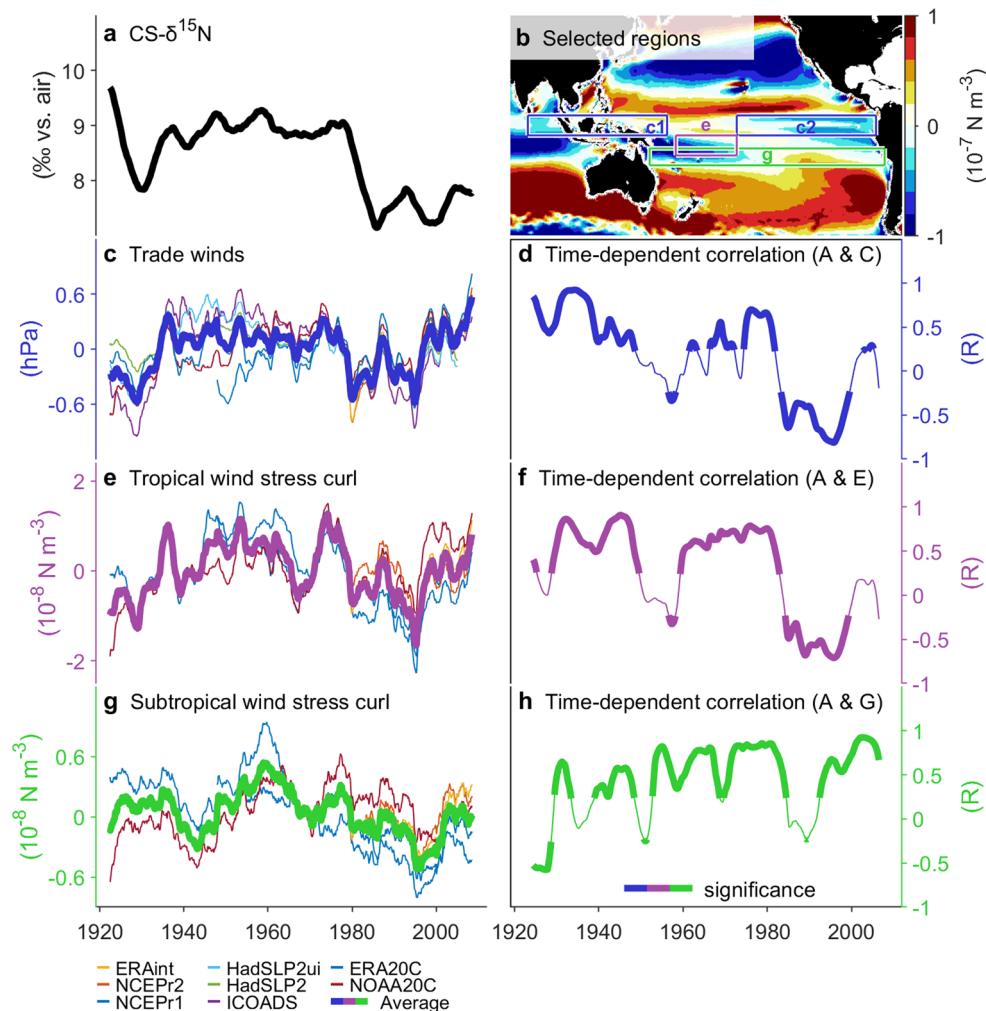 a CS-δ¹⁵N
(‰ vs. air)
10
9
8
b Selected regions
c1
e
c2
g
1
0
-1
(10⁻⁷ N m⁻³)
c Trade winds
(hPa)
0.6
0
-0.6
d Time-dependent correlation (A & C)
1
0.5
0
-0.5
-1
(R)
e Tropical wind stress curl
(10⁻⁸ N m⁻³)
2
0
-2
f Time-dependent correlation (A & E)
1
0.5
0
-0.5
-1
(R)
g Subtropical wind stress curl
(10⁻⁸ N m⁻³)
0.6
0
-0.6
h Time-dependent correlation (A & G)
1
0.5
0
-0.5
-1
(R)
significance
1920 1940 1960 1980 2000
1920 1940 1960 1980 2000
ERAint HadSLP2ui ERA20C
NCEPr2 HadSLP2 NOAA20C
NCEPr1 ICOADS Average